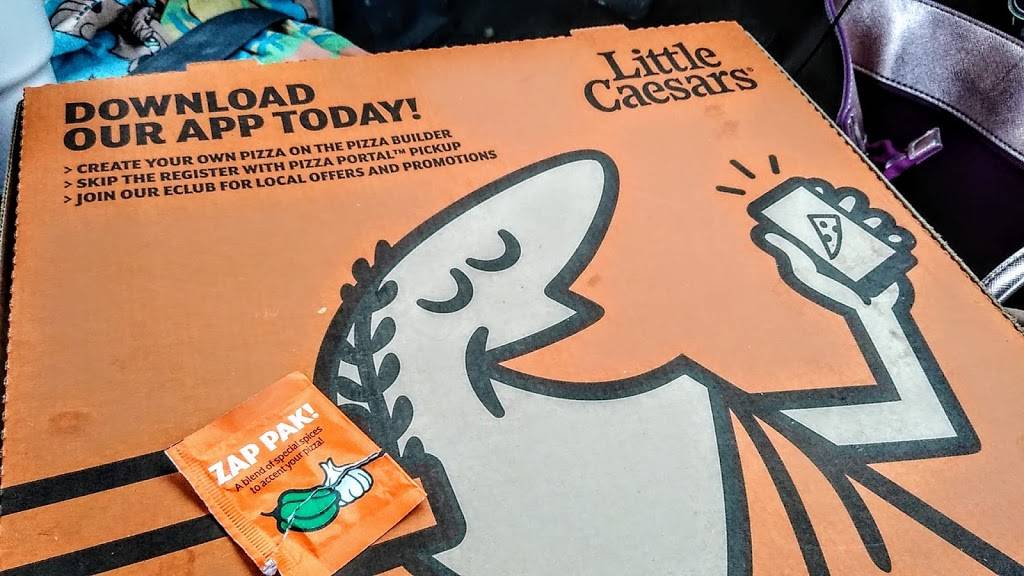 DOWNLOAD
OUR APP TODAY!
> CREATE YOUR OWN PIZZA ON THE PIZZA BUILDER
> SKIP THE REGISTER WITH PIZZA PORTAL™ PICKUP
> JOIN OUR ECLUB FOR LOCAL OFFERS AND PROMOTIONS
Little
Caesars®
ZAP PAK!
A blend of special spices
to accent your pizza!